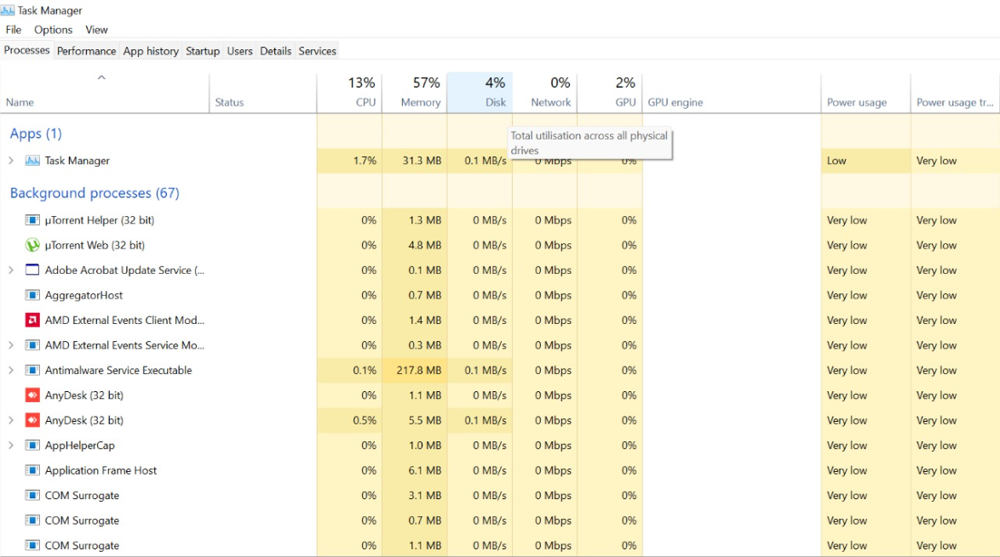 Task Manager
File Options View
Processes Performance App history Startup Users Details Services
13% 57% 4% 0% 2%
Name Status CPU Memory Disk Network GPU GPU engine Power usage Power usage tr...
Total utilisation across all physical
drives
Apps (1)
Task Manager 1.7% 31.3 MB 0.1 MB/s 0 Mbps 0% Low Very low
Background processes (67)
µTorrent Helper (32 bit) 0% 1.3 MB 0 MB/s 0 Mbps 0% Very low Very low
µTorrent Web (32 bit) 0% 4.8 MB 0 MB/s 0 Mbps 0% Very low Very low
Adobe Acrobat Update Service (... 0% 0.1 MB 0 MB/s 0 Mbps 0% Very low Very low
AggregatorHost 0% 0.7 MB 0 MB/s 0 Mbps 0% Very low Very low
AMD External Events Client Mod... 0% 1.4 MB 0 MB/s 0 Mbps 0% Very low Very low
AMD External Events Service Mo... 0% 0.3 MB 0 MB/s 0 Mbps 0% Very low Very low
Antimalware Service Executable 0.1% 217.8 MB 0.1 MB/s 0 Mbps 0% Very low Very low
AnyDesk (32 bit) 0% 1.1 MB 0 MB/s 0 Mbps 0% Very low Very low
AnyDesk (32 bit) 0.5% 5.5 MB 0.1 MB/s 0 Mbps 0% Very low Very low
AppHelperCap 0% 1.0 MB 0 MB/s 0 Mbps 0% Very low Very low
Application Frame Host 0% 6.1 MB 0 MB/s 0 Mbps 0% Very low Very low
COM Surrogate 0% 3.1 MB 0 MB/s 0 Mbps 0% Very low Very low
COM Surrogate 0% 0.7 MB 0 MB/s 0 Mbps 0% Very low Very low
COM Surrogate 0% 1.1 MB 0 MB/s 0 Mbps 0% Very low Very low